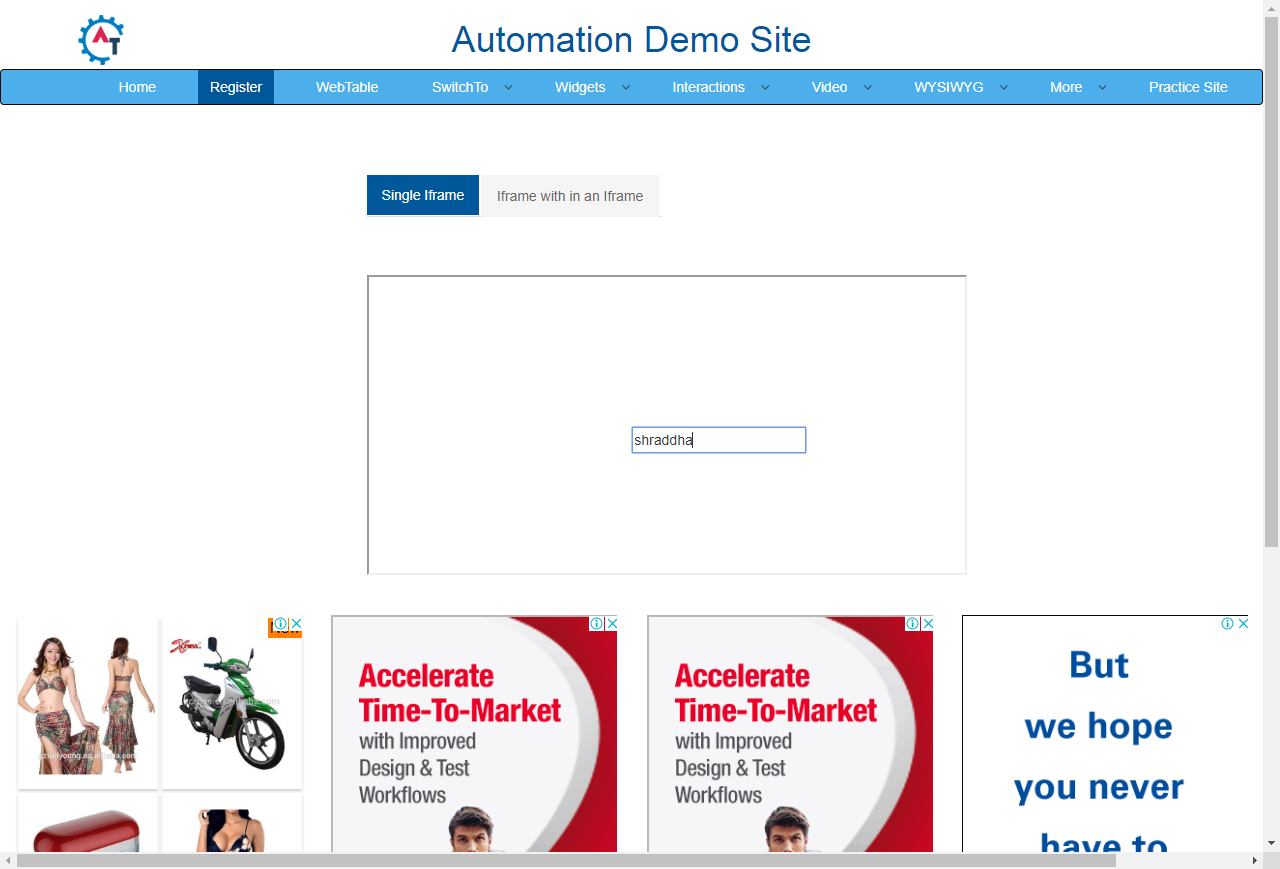 Automation Demo Site
Home Register WebTable SwitchTo Widgets Interactions Video WYSIWYG More Practice Site
Single Iframe Iframe with in an Iframe
shraddha
Accelerate
Time-To-Market
with Improved
Design & Test
Workflows
Accelerate
Time-To-Market
with Improved
Design & Test
Workflows
But
we hope
you never
have to